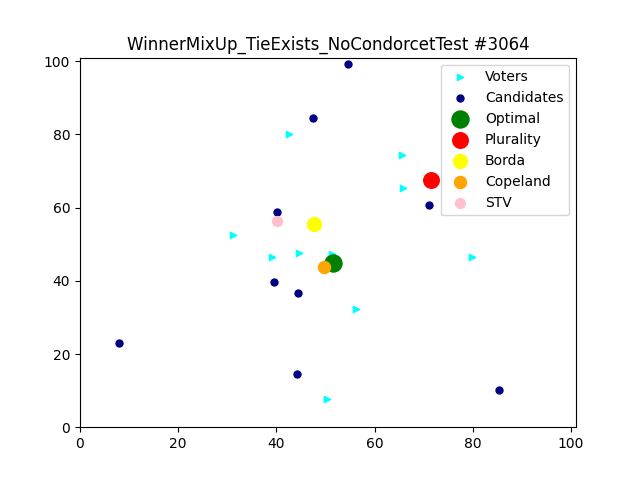 WinnerMixUp_TieExists_NoCondorcetTest #3064
100
80
60
40
20
0
0 20 40 60 80 100
Voters
Candidates
Optimal
Plurality
Borda
Copeland
STV